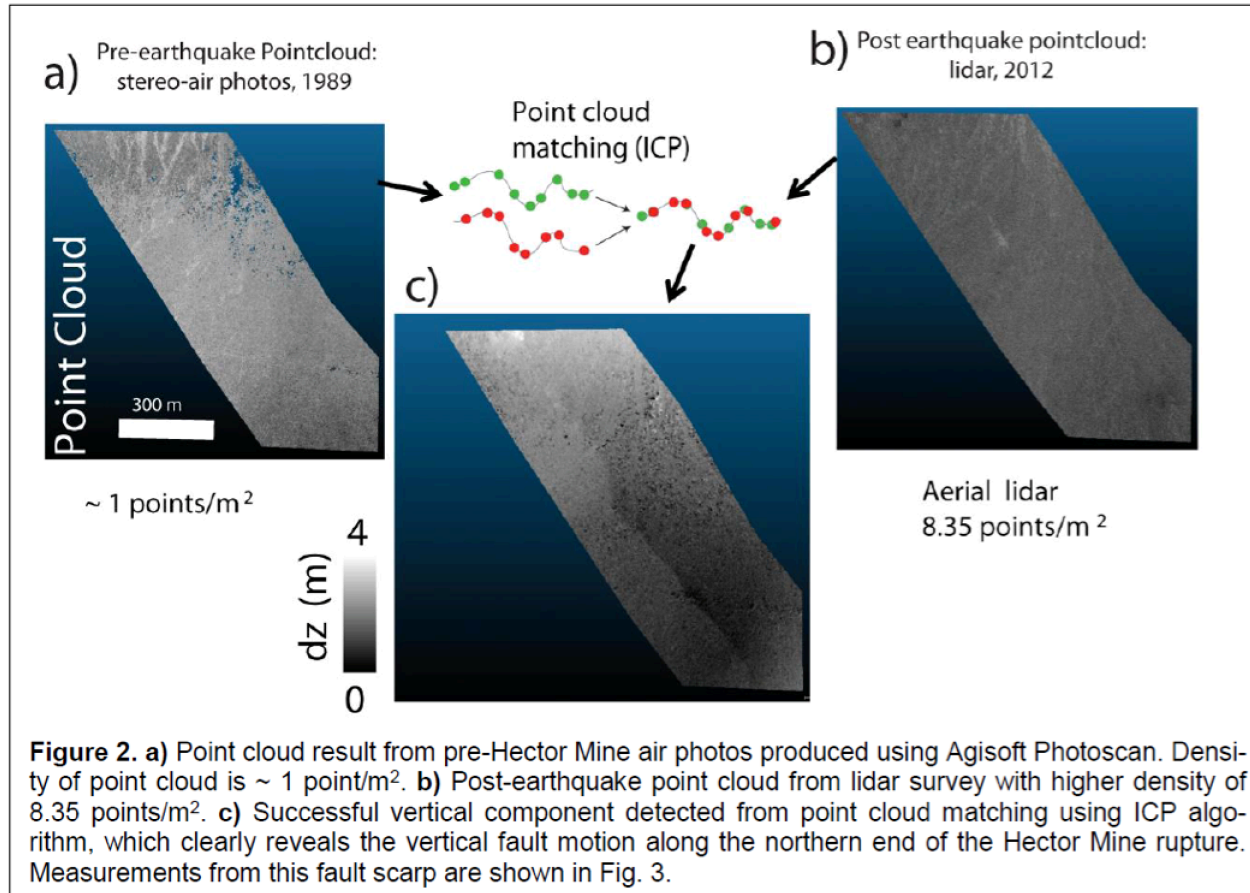 a)
Pre-earthquake Pointcloud:
stereo-air photos, 1989
b)
Post earthquake pointcloud:
lidar, 2012
Point cloud
matching (ICP)
Point Cloud
300 m
~ 1 points/m²
c)
Aerial lidar
8.35 points/m²
dz (m)
4
0
Figure 2. a) Point cloud result from pre-Hector Mine air photos produced using Agisoft Photoscan. Densi-
ty of point cloud is ~ 1 point/m². b) Post-earthquake point cloud from lidar survey with higher density of
8.35 points/m². c) Successful vertical component detected from point cloud matching using ICP algo-
rithm, which clearly reveals the vertical fault motion along the northern end of the Hector Mine rupture.
Measurements from this fault scarp are shown in Fig. 3.